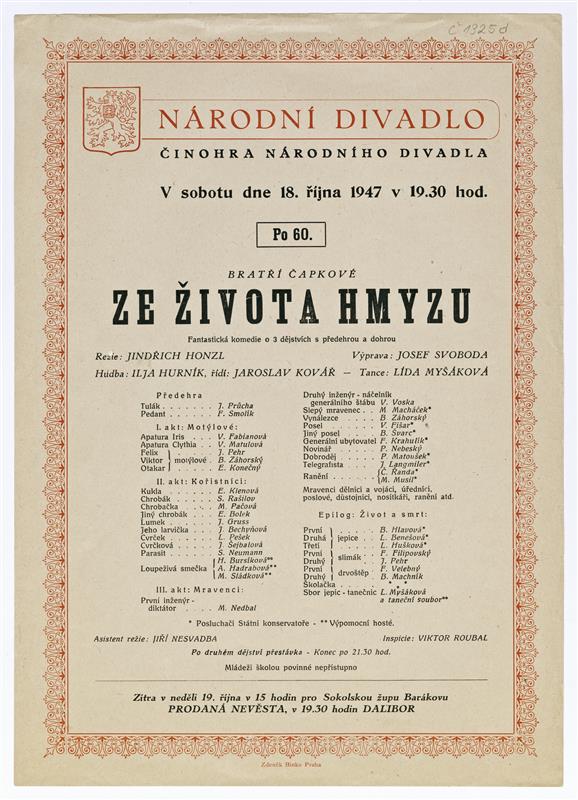 č 1325d
NÁRODNÍ DIVADLO
ČINOHRA NÁRODNÍHO DIVADLA
V sobotu dne 18. října 1947 v 19.30 hod.
Po 60.
BRATŘÍ ČAPKOVÉ
ZE ŽIVOTA HMYZU
Fantastická komedie o 3 dějstvích s předehrou a dohrou
Režie: JINDŘICH HONZL Výprava: JOSEF SVOBODA
Hudba: ILJA HURNÍK, řídí: JAROSLAV KOVÁŘ — Tance: LÍDA MYŠÁKOVÁ
Předehra
Tulák . . . . . . . J. Průcha
Pedant . . . . . . . F. Smolík
I. akt: Motýlové:
Apatura Iris . . . V. Fabianová
Apatura Clythia . . V. Matulová
Felix } J. Pehr
Viktor } motýlové . B. Záhorský
Otakar } . E. Konečný
II. akt: Kořistníci:
Kukla . . . . . . . E. Klenová
Chrobák . . . . . . S. Rašilov
Chrobačka . . . . . M. Pačová
Jiný chrobák . . . . E. Bolek
Lumek . . . . . . . J. Gruss
Jeho larvička . . . J. Bechyňová
Cvrček . . . . . . L. Pešek
Cvrčková . . . . . J. Šejbalová
Parasit . . . . . . S. Neumann
Loupeživá smečka { H. Bursíková**
A. Hadrabová**
M. Sládková**
III. akt: Mravenci:
První inženýr-
diktátor . . . . M. Nedbal
Druhý inženýr - náčelník
generálního štábu V. Voska
Slepý mravenec . . M Macháček*
Vynálezce . . . . B. Záhorský
Posel . . . . . . V. Fišar*
Jiný posel . . . . B. Švarc*
Generální ubytovatel F. Krahulík*
Novinář . . . . . P. Nebeský
Dobroděj . . . . . P. Matoušek*
Telegrafista . . . . J. Langmiler*
Ranění . . . . . . { Č. Řanda*
M. Musil*
Mravenci dělníci a vojáci, úředníci,
poslové, důstojníci, nosítkáři, ranění atd.
Epilog: Život a smrt:
První } B. Hlavová*
Druhá } jepice . . L. Benešová*
Třetí } L. Hušková*
První } slimák . . F. Filipovský
Druhý } J. Pehr
První } drvoštěp . F. Velebný
Druhý } B. Machník
Školačka . . . . . * * *
Sbor jepic - tanečnic L. Myšáková
a taneční soubor**
* Posluchači Státní konservatoře - ** Výpomocní hosté.
Asistent režie: JIŘÍ NESVADBA Inspicie: VIKTOR ROUBAL
Po druhém dějství přestávka - Konec po 21.30 hod.
Mládeži školou povinné nepřístupno
Zítra v neděli 19. října v 15 hodin pro Sokolskou župu Barákovu
PRODANÁ NEVĚSTA, v 19.30 hodin DALIBOR
Zdeněk Binko Praha